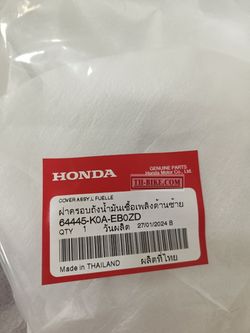 GENUINE PARTS
Honda Motor Co., Ltd.
HONDA
TH-BIKE.COM
COVER ASSY,L FUELLE
ฝาครอบถังน้ำมันเชื้อเพลิงด้านซ้าย
64445-K0A-EB0ZD
QTY 1 วันผลิต 27/01/2024 B
Made in THAILAND ผลิตที่ไทย